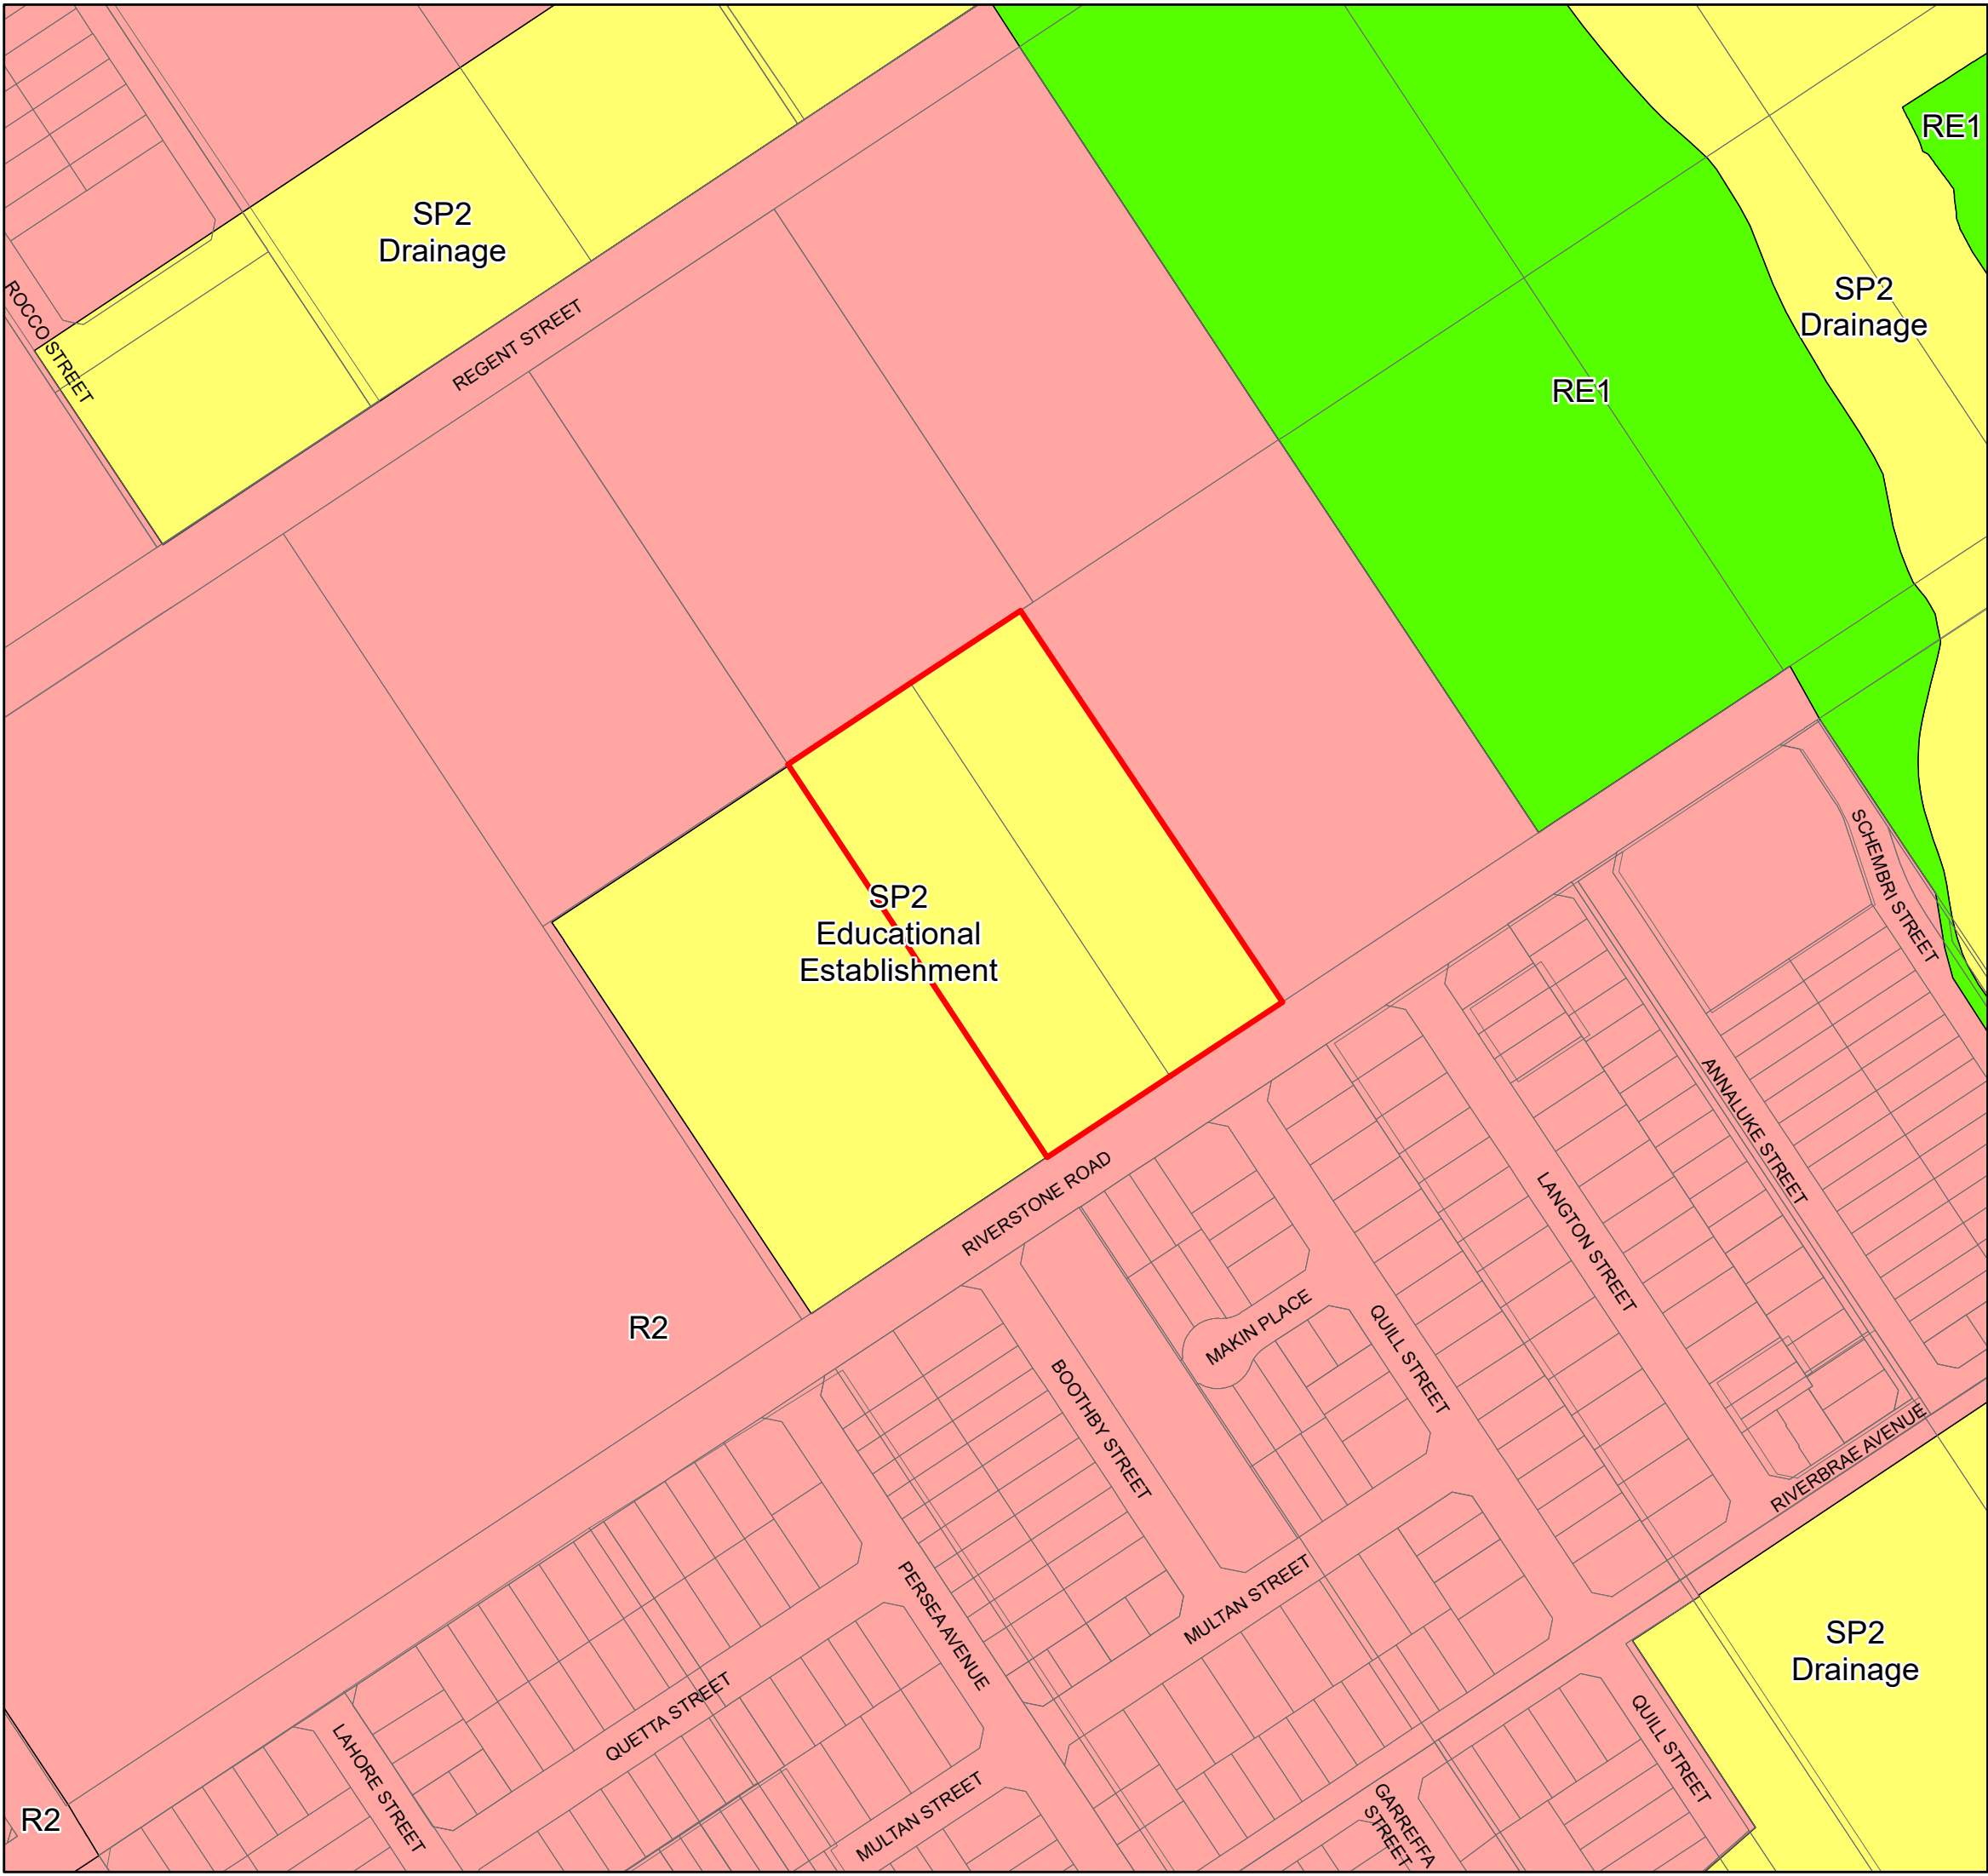 RE1
SP2
Drainage
SP2
Drainage
ROCCO STREET
REGENT STREET
RE1
SP2
Educational
Establishment
SCHEMBRI STREET
ANNALUKE STREET
RIVERSTONE ROAD
LANGTON STREET
R2
MAKIN PLACE
QUILL STREET
BOOTHBY STREET
RIVERBRAE AVENUE
PERSEA AVENUE
MULTAN STREET
SP2
Drainage
QUETTA STREET
LAHORE STREET
QUILL STREET
MULTAN STREET
GARREFFA
STREET
R2